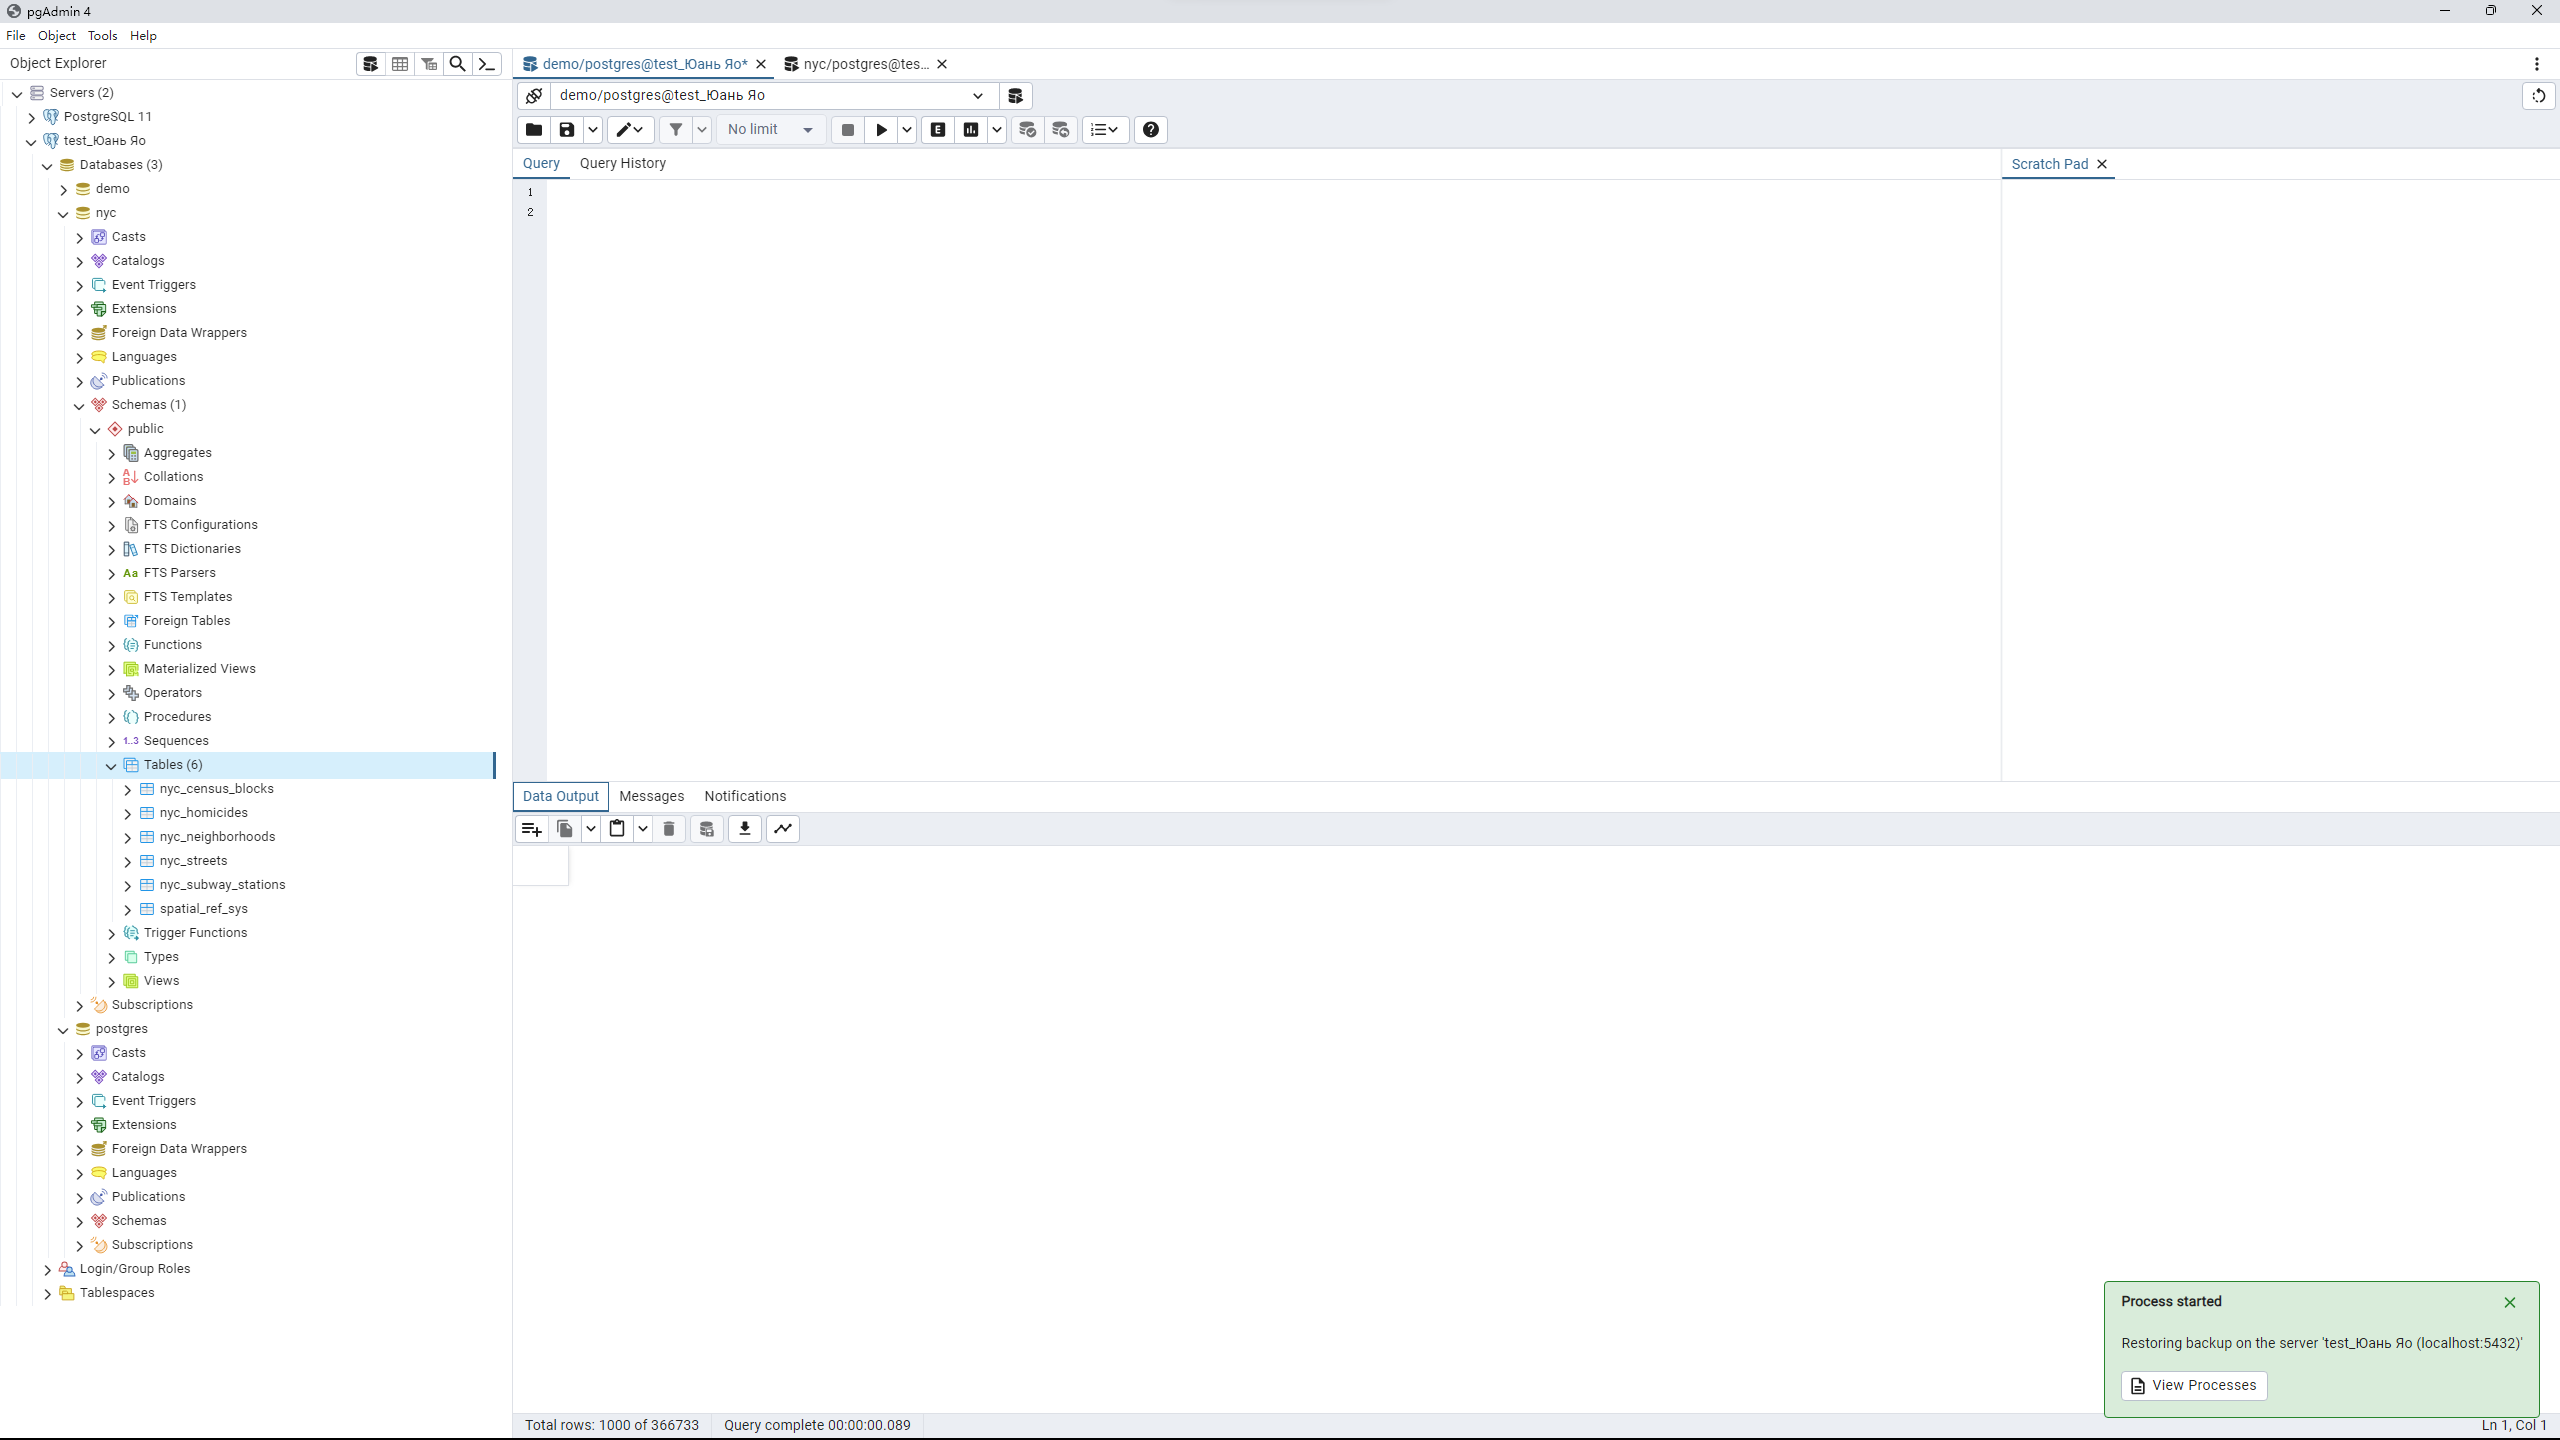 pgAdmin 4
File Object Tools Help
Object Explorer
demo/postgres@test_Юань Яо*
nyc/postgres@tes...
Servers (2)
PostgreSQL 11
test_Юань Яо
Databases (3)
demo
nyc
Casts
Catalogs
Event Triggers
Extensions
Foreign Data Wrappers
Languages
Publications
Schemas (1)
public
Aggregates
Collations
Domains
FTS Configurations
FTS Dictionaries
Aa FTS Parsers
FTS Templates
Foreign Tables
Functions
Materialized Views
Operators
Procedures
1..3 Sequences
Tables (6)
nyc_census_blocks
nyc_homicides
nyc_neighborhoods
nyc_streets
nyc_subway_stations
spatial_ref_sys
Trigger Functions
Types
Views
Subscriptions
postgres
Casts
Catalogs
Event Triggers
Extensions
Foreign Data Wrappers
Languages
Publications
Schemas
Subscriptions
Login/Group Roles
Tablespaces
demo/postgres@test_Юань Яо
No limit
E
Query Query History
Scratch Pad
1
2
Data Output Messages Notifications
Process started
Restoring backup on the server 'test_Юань Яо (localhost:5432)'
View Processes
Total rows: 1000 of 366733 Query complete 00:00:00.089
Ln 1, Col 1